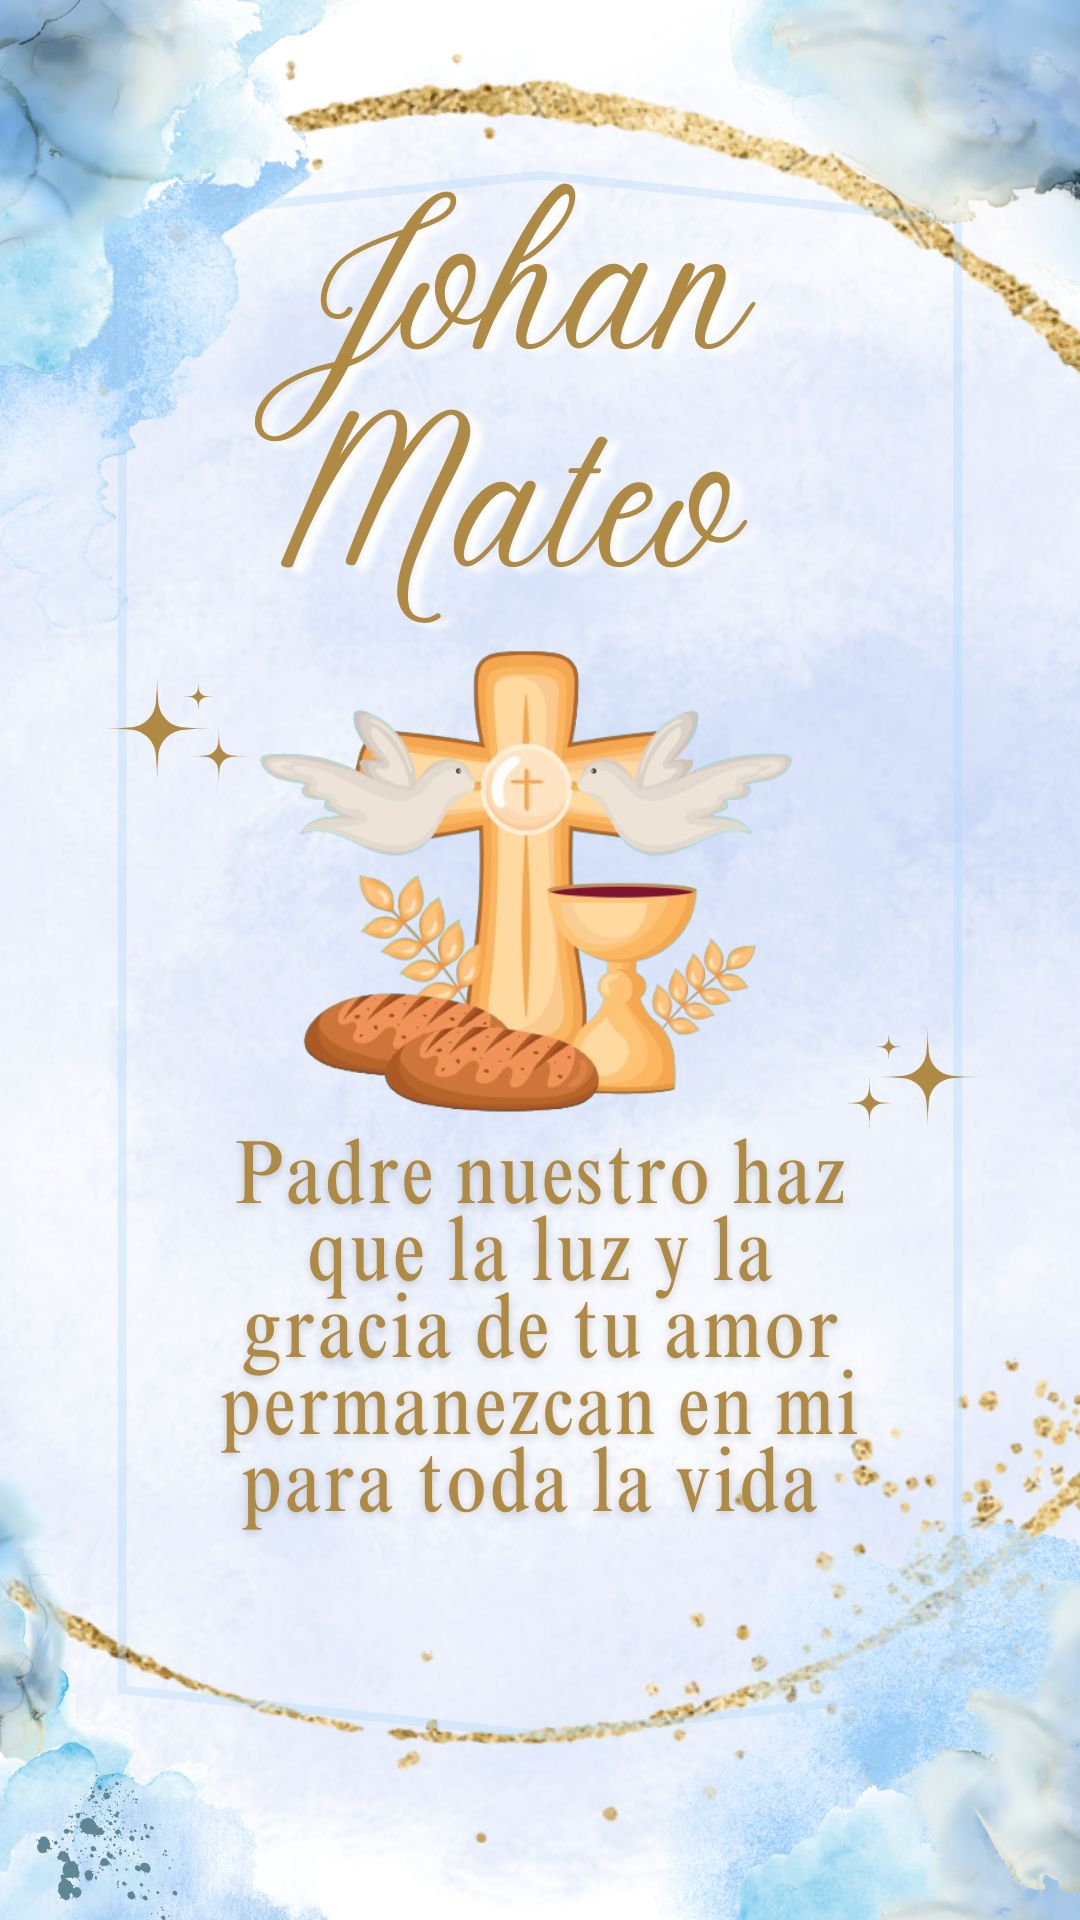 Johan
Mateo
Padre nuestro haz
que la luz y la
gracia de tu amor
permanezcan en mi
para toda la vida